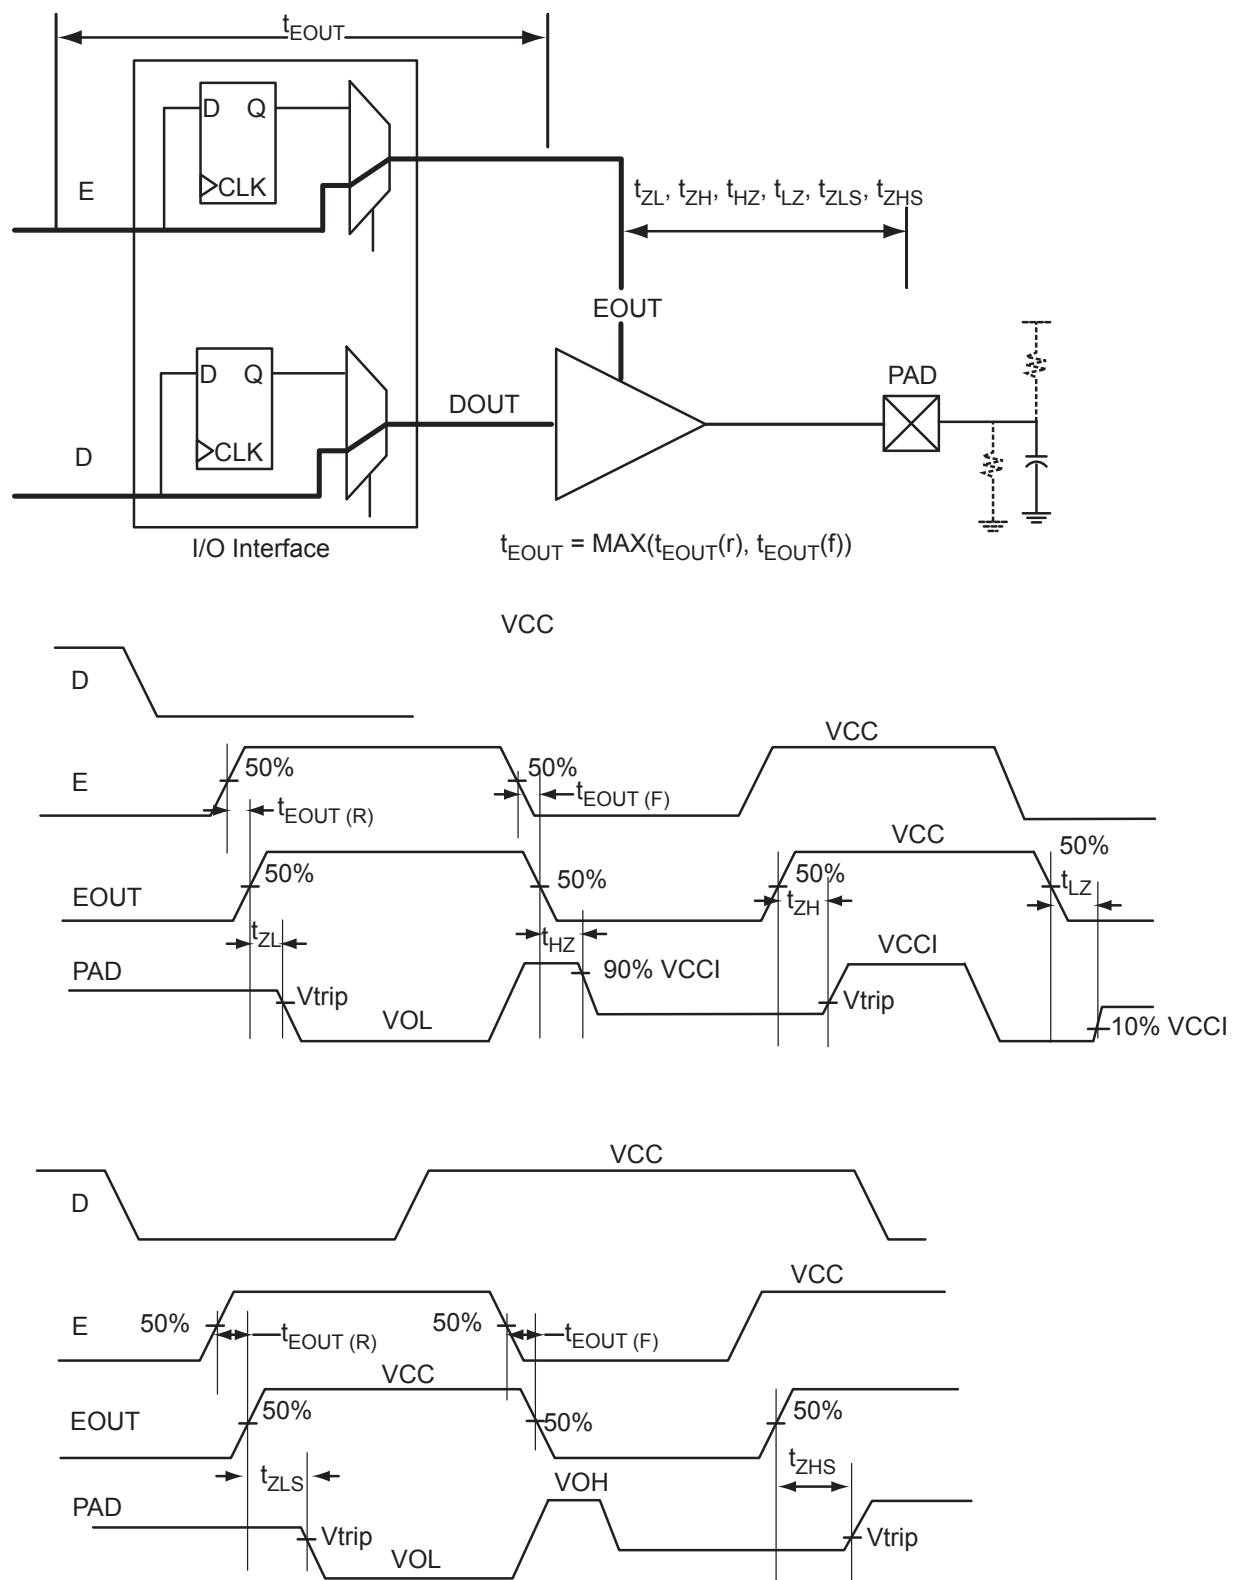 tEOUT
D Q
CLK
E
tZL, tZH, tHZ, tLZ, tZLS, tZHS
EOUT
D Q
CLK
DOUT
PAD
D
I/O Interface
tEOUT = MAX(tEOUT(r), tEOUT(f))
VCC
D
VCC
E
50%
50%
tEOUT (R)
tEOUT (F)
VCC
50%
EOUT
50%
50%
50%
tZL
tHZ
tZH
tLZ
PAD
Vtrip
VOL
90% VCCI
Vtrip
VCCI
10% VCCI
VCC
D
VCC
E
50%
tEOUT (R)
50%
tEOUT (F)
VCC
EOUT
50%
50%
50%
tZLS
tZHS
PAD
VOH
Vtrip
VOL
Vtrip